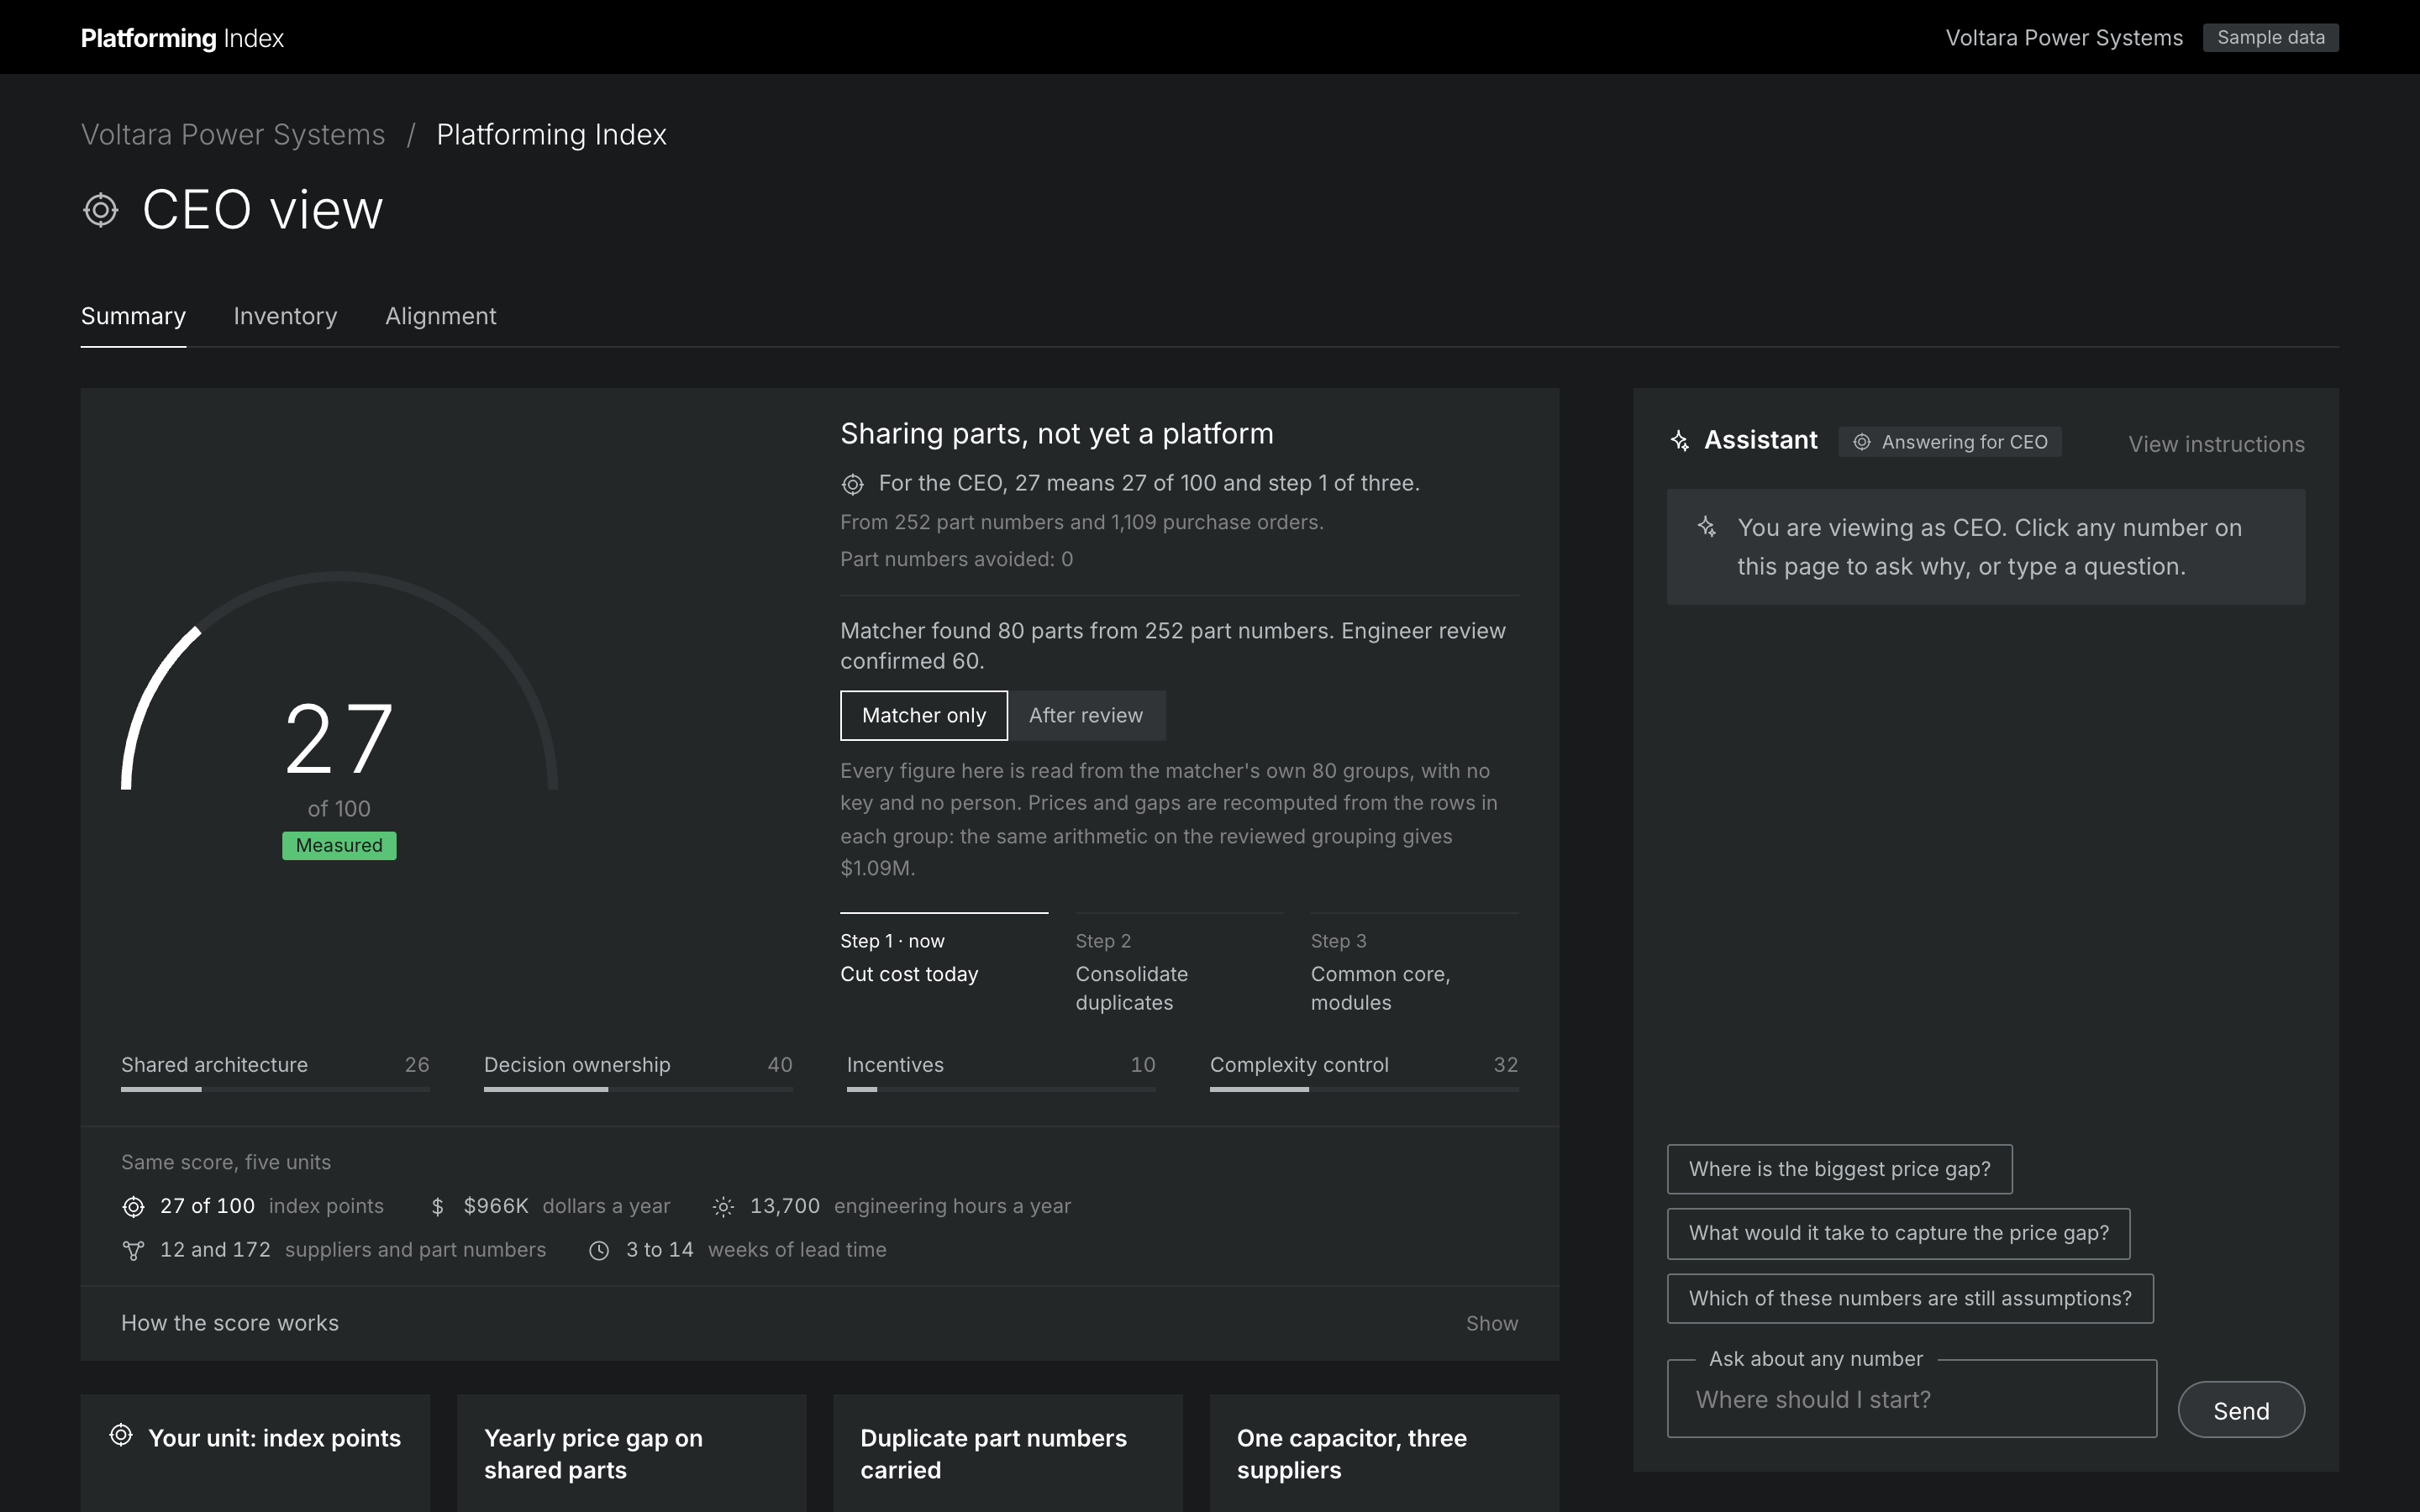 Platforming Index
Voltara Power Systems
Sample data
Voltara Power Systems / Platforming Index
CEO view
Summary
Inventory
Alignment
27
of 100
Measured
Sharing parts, not yet a platform
For the CEO, 27 means 27 of 100 and step 1 of three.
From 252 part numbers and 1,109 purchase orders.
Part numbers avoided: 0
Matcher found 80 parts from 252 part numbers. Engineer review
confirmed 60.
Matcher only
After review
Every figure here is read from the matcher's own 80 groups, with no
key and no person. Prices and gaps are recomputed from the rows in
each group: the same arithmetic on the reviewed grouping gives
$1.09M.
Step 1 · now
Cut cost today
Step 2
Consolidate
duplicates
Step 3
Common core,
modules
Shared architecture 26
Decision ownership 40
Incentives 10
Complexity control 32
Same score, five units
27 of 100 index points
$ $966K dollars a year
13,700 engineering hours a year
12 and 172 suppliers and part numbers
3 to 14 weeks of lead time
How the score works
Show
Your unit: index points
Yearly price gap on
shared parts
Duplicate part numbers
carried
One capacitor, three
suppliers
Assistant
Answering for CEO
View instructions
You are viewing as CEO. Click any number on
this page to ask why, or type a question.
Where is the biggest price gap?
What would it take to capture the price gap?
Which of these numbers are still assumptions?
Ask about any number
Where should I start?
Send